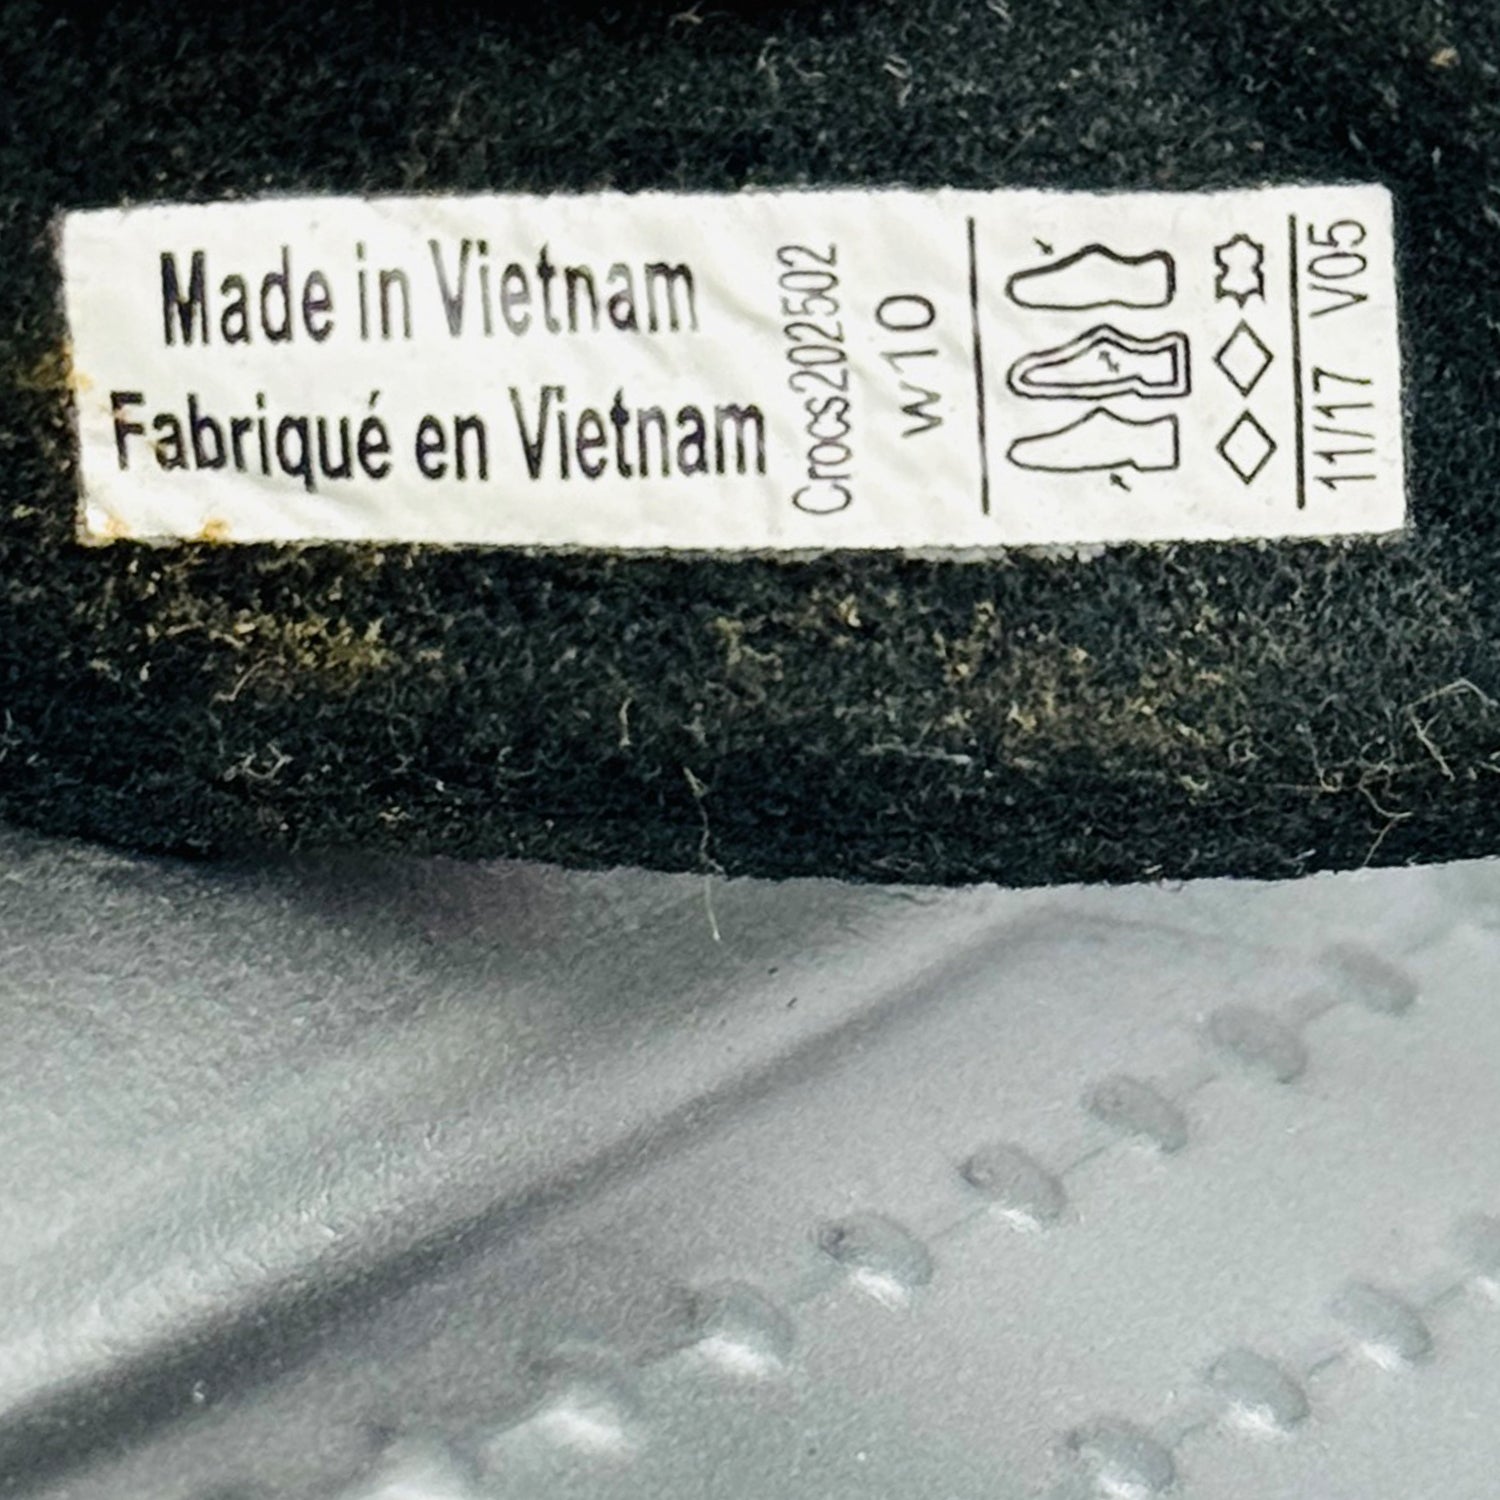 Made in Vietnam
Fabriqué en Vietnam
Crocs202502
w10
11/17 V05